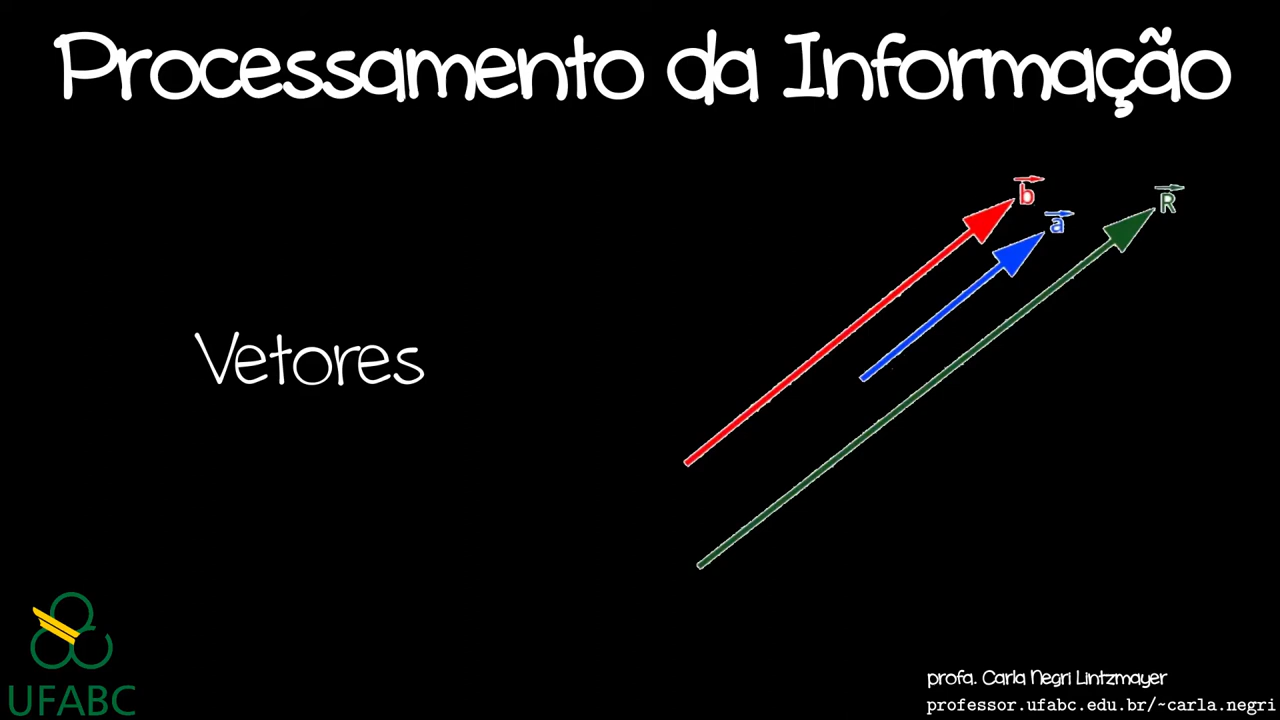 Processamento da Informação
b
a
R
Vetores
UFABC
profa. Carla Negri Lintzmayer
professor.ufabc.edu.br/~carla.negri